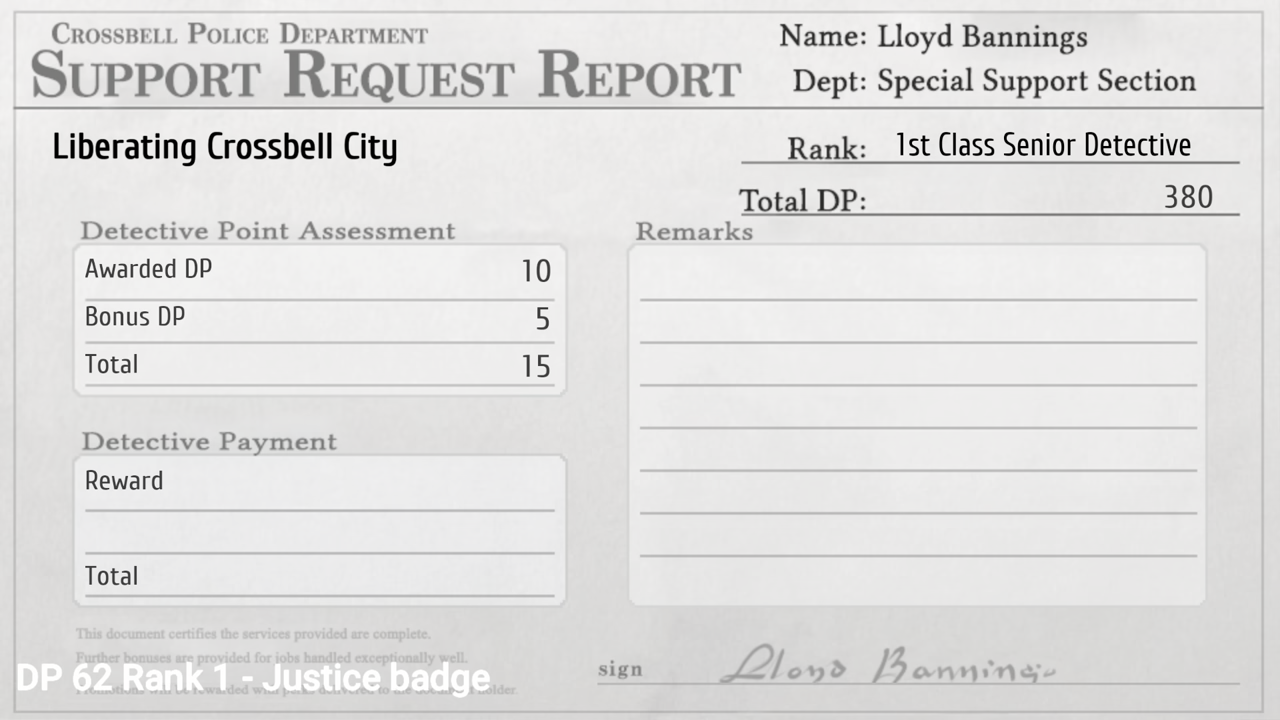 CROSSBELL POLICE DEPARTMENT
SUPPORT REQUEST REPORT
Name: Lloyd Bannings
Dept: Special Support Section
Liberating Crossbell City
Rank: 1st Class Senior Detective
Total DP: 380
Detective Point Assessment
Awarded DP 10
Bonus DP 5
Total 15
Remarks
Detective Payment
Reward
Total
This document certifies the services provided are complete.
Further bonuses are provided for jobs handled exceptionally well.
DP 62 Rank 1 - Justice badge
sign Lloyd Bannings